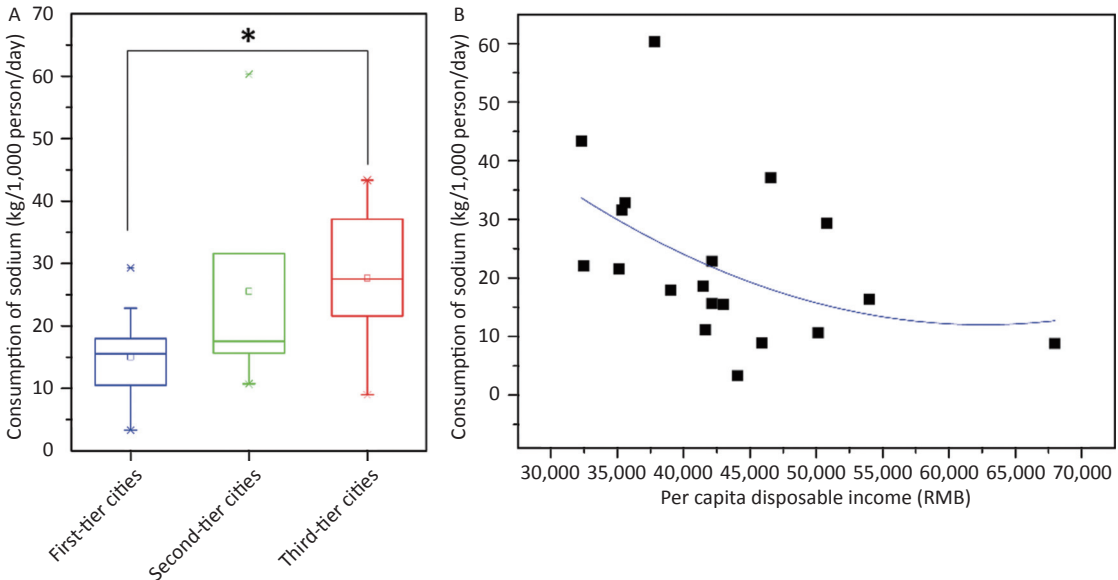 A
Consumption of sodium (kg/1,000 person/day)
70
60
50
40
30
20
10
0
*
First-tier cities
Second-tier cities
Third-tier cities
B
Consumption of sodium (kg/1,000 person/day)
60
50
40
30
20
10
0
30,000 35,000 40,000 45,000 50,000 55,000 60,000 65,000 70,000
Per capita disposable income (RMB)